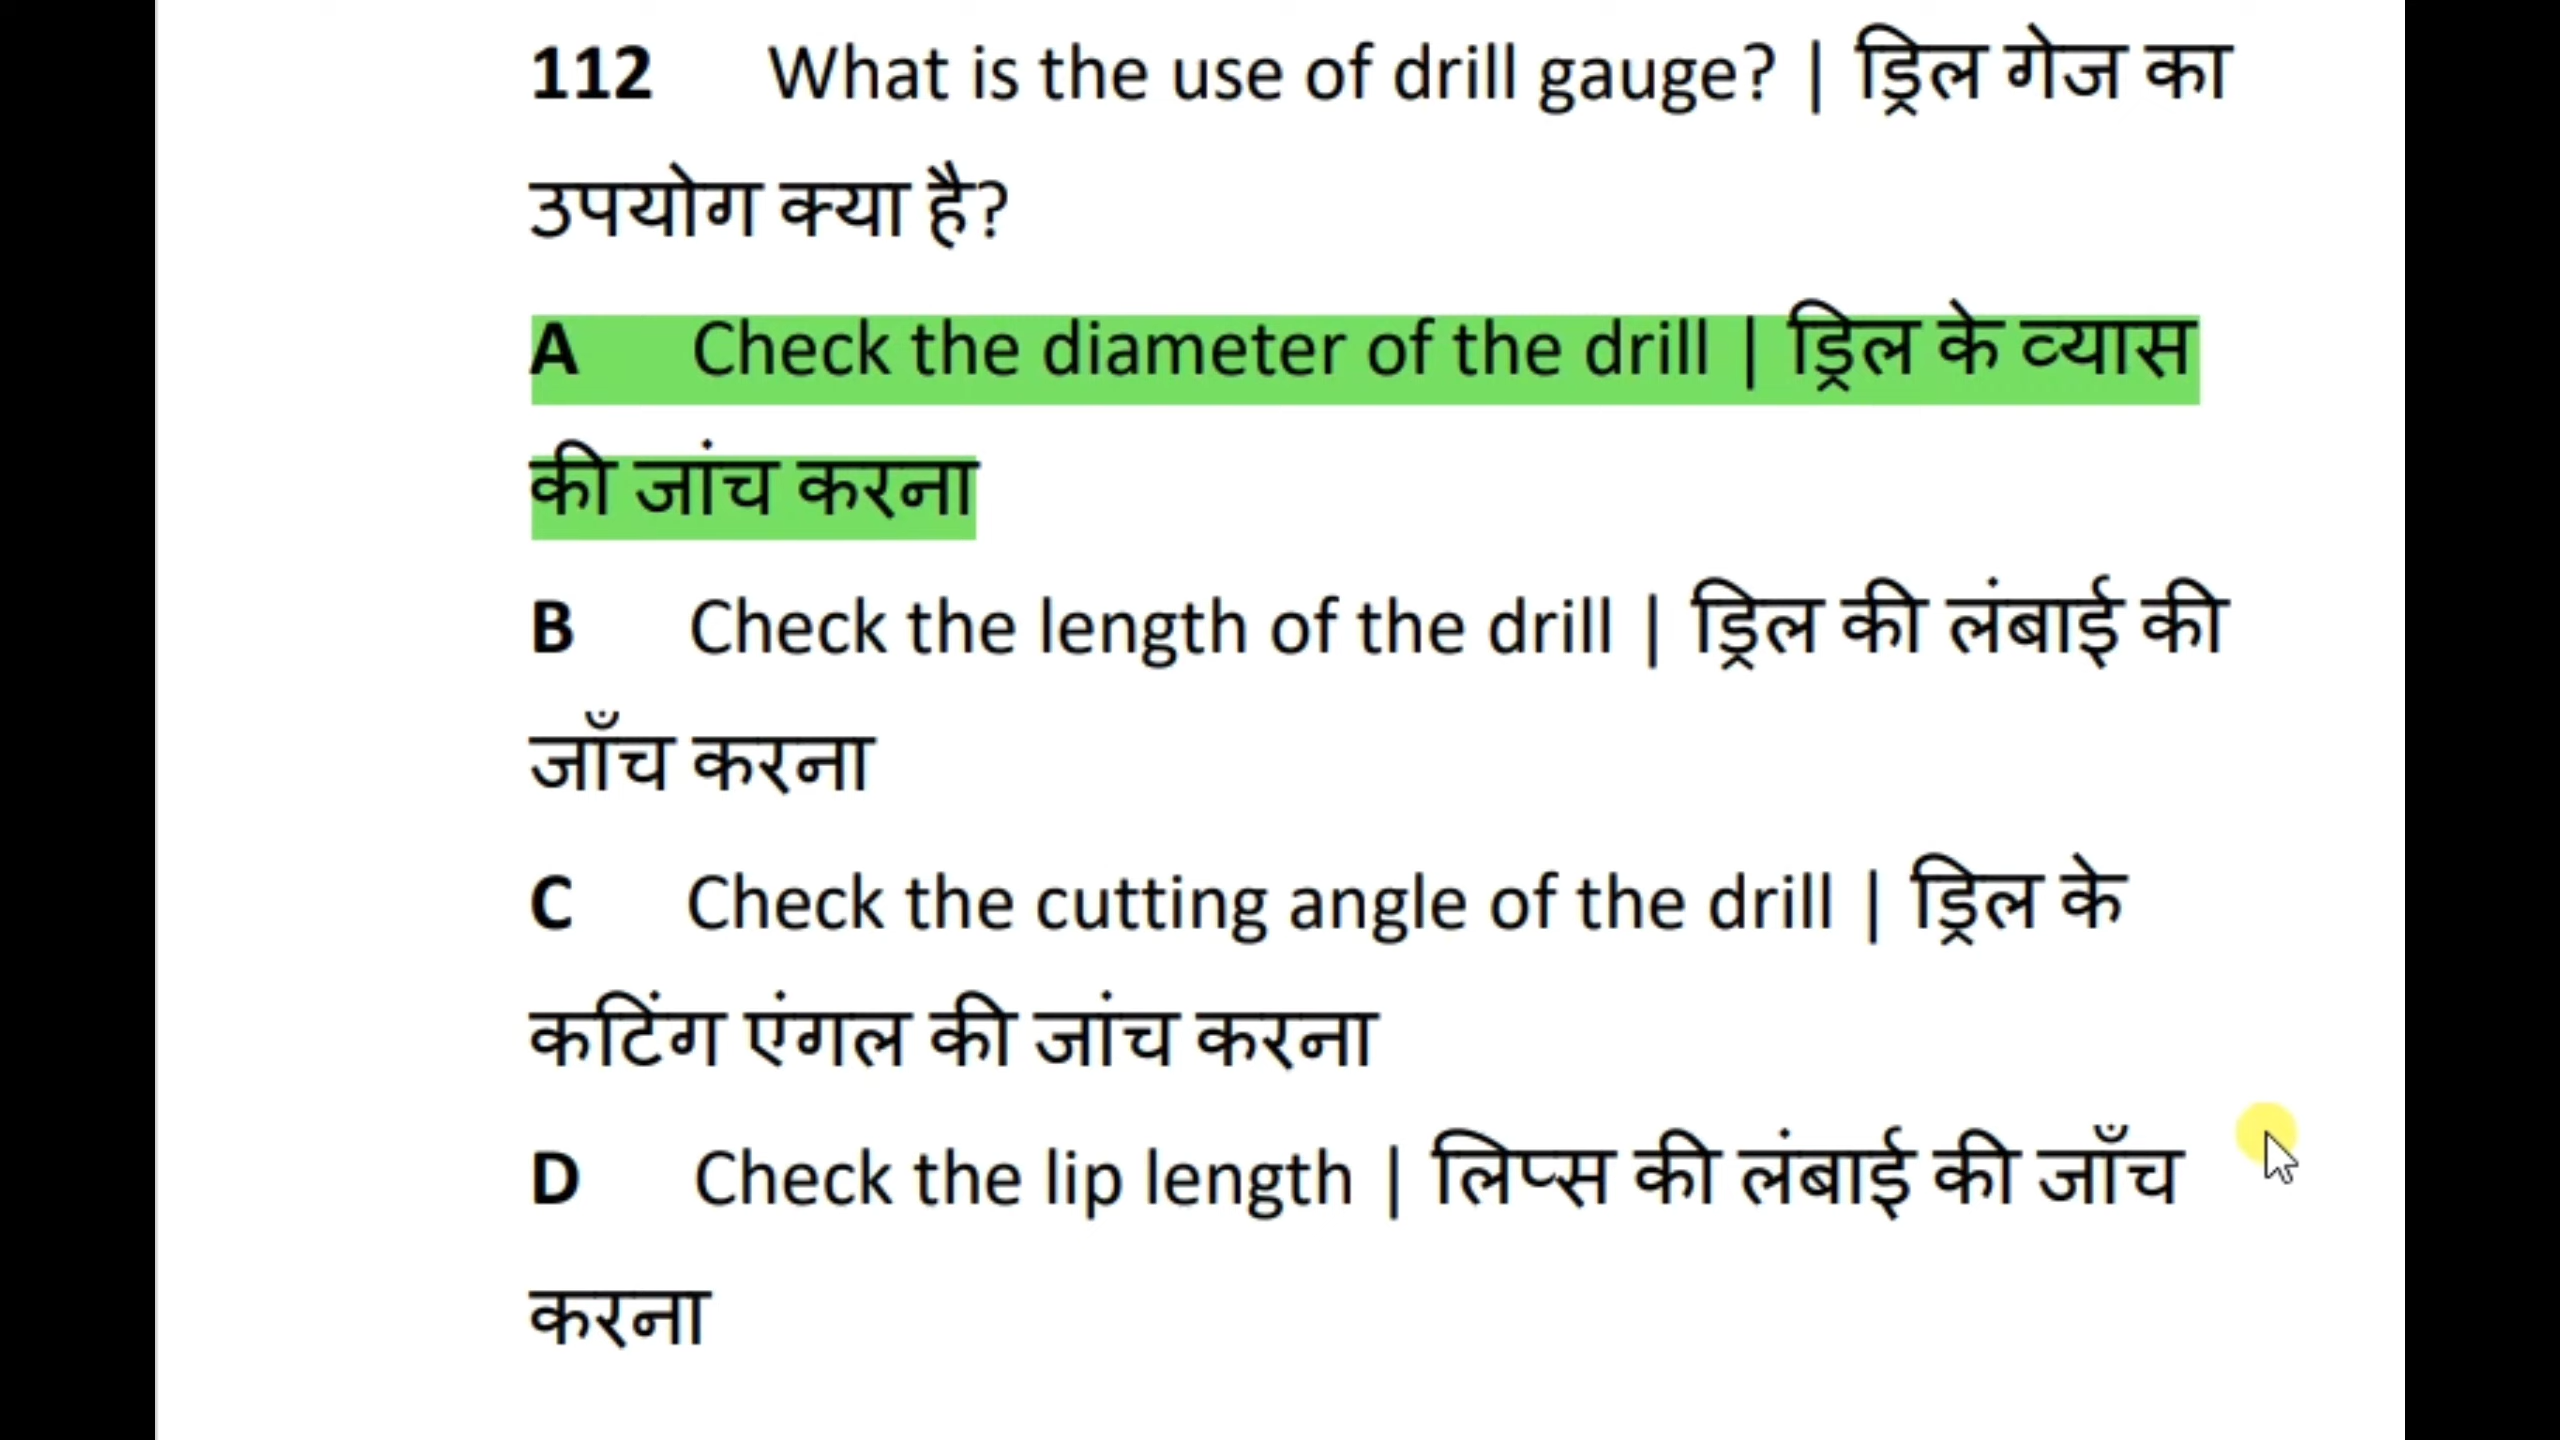 112 What is the use of drill gauge? | ड्रिल गेज का
उपयोग क्या है?
A Check the diameter of the drill | ड्रिल के व्यास
की जांच करना
B Check the length of the drill | ड्रिल की लंबाई की
जाँच करना
C Check the cutting angle of the drill | ड्रिल के
कटिंग एंगल की जांच करना
D Check the lip length | लिप्स की लंबाई की जाँच
करना